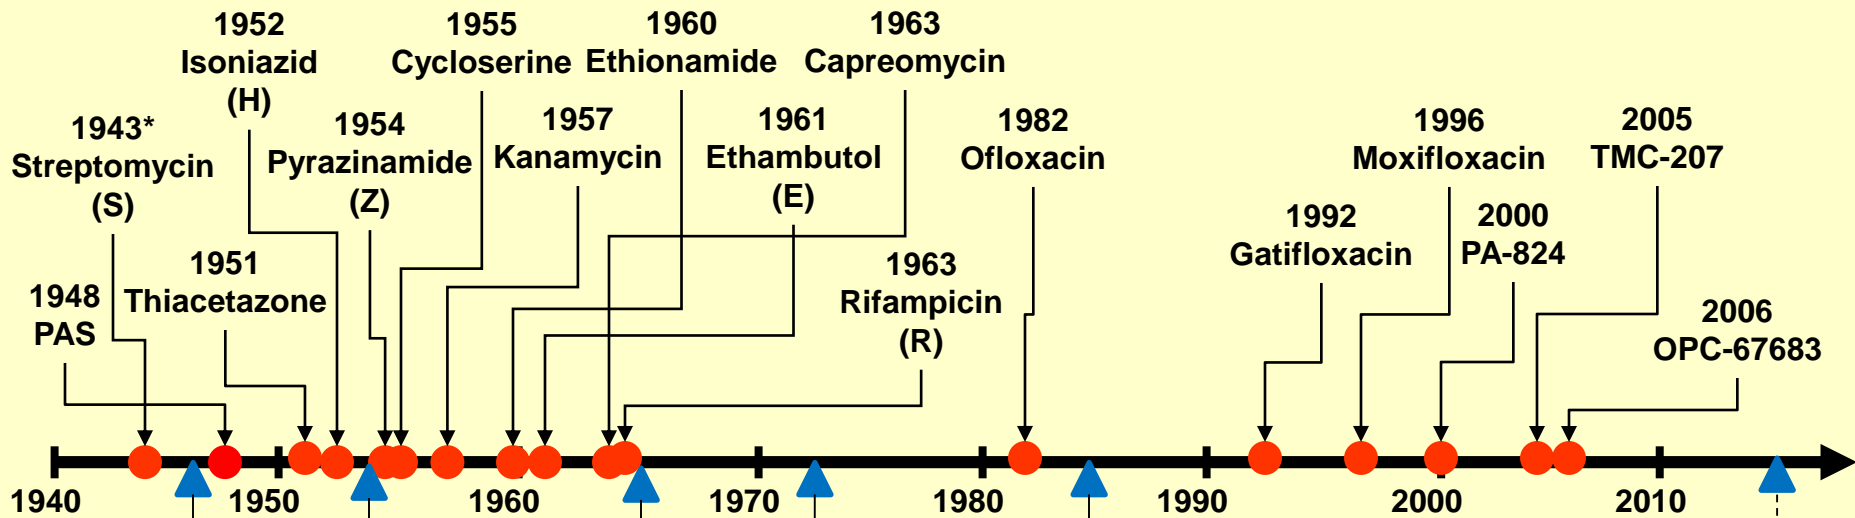 1943*
Streptomycin
(S)
1948
PAS
1951
Thiacetazone
1952
Isoniazid
(H)
1954
Pyrazinamide
(Z)
1955
Cycloserine
1957
Kanamycin
1960
Ethionamide
1961
Ethambutol
(E)
1963
Capreomycin
1963
Rifampicin
(R)
1982
Ofloxacin
1992
Gatifloxacin
1996
Moxifloxacin
2000
PA-824
2005
TMC-207
2006
OPC-67683
1940
1950
1960
1970
1980
1990
2000
2010